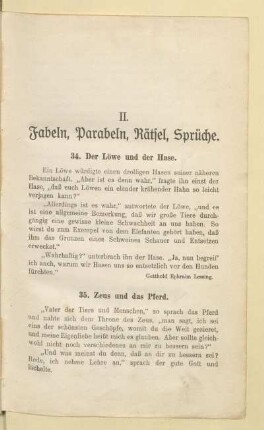 II.
Fabeln, Parabeln, Rätsel, Sprüche.
34. Der Löwe und der Hase.
Ein Löwe würdigte einen drolligen Hasen seiner näheren
Bekanntschaft. „Aber ist es denn wahr,“ fragte ihn einst der
Hase, „daß euch Löwen ein elender krähender Hahn so leicht
verjagen kann?“
„Allerdings ist es wahr,“ antwortete der Löwe, „und es
ist eine allgemeine Bemerkung, daß wir große Tiere durch-
gängig eine gewisse kleine Schwachheit an uns haben. So
wirst du zum Exempel von dem Elefanten gehört haben, daß
ihm das Grunzen eines Schweines Schauer und Entsetzen
erwecket.“
„Wahrhaftig?“ unterbrach ihn der Hase. „Ja, nun begreif'
ich auch, warum wir Hasen uns so entsetzlich vor den Hunden
fürchten.“
Gotthold Ephraim Lessing.
35. Zeus und das Pferd.
„Vater der Tiere und Menschen,“ so sprach das Pferd
und nahte sich dem Throne des Zeus, „man sagt, ich sei
eins der schönsten Geschöpfe, womit du die Welt gezieret,
und meine Eigenliebe heißt mich es glauben. Aber sollte gleich-
wohl nicht noch verschiedenes an mir zu bessern sein?“
„Und was meinst du denn, daß an dir zu bessern sei?
Rede, ich nehme Lehre an,“ sprach der gute Gott und
lächelte.